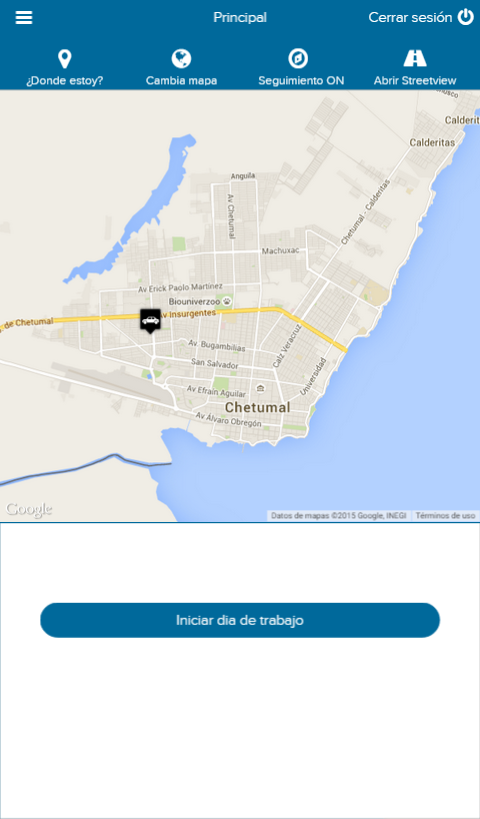 Principal
Cerrar sesión
¿Donde estoy?
Cambia mapa
Seguimiento ON
Abrir Streetview
Calderit
Calderitas
Anguila
Av Chetumal
Chetumal - Calderitas
Machuxac
Av Erick Paolo Martinez
Biouniverzoo
de Chetumal
Av Insurgentes
Av. Bugambilias
Calz Veracruz
San Salvador
Universidad
Av Efraín Aguilar
Chetumal
Av Álvaro Obregón
Google
Datos de mapas ©2015 Google, INEGI
Términos de uso
Iniciar dia de trabajo